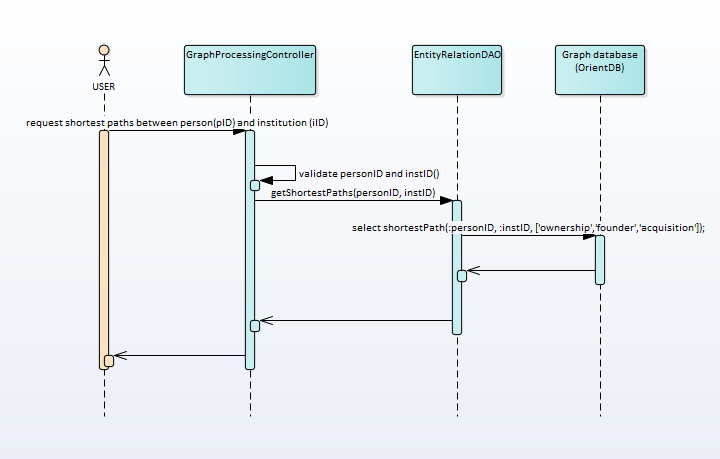 GraphProcessingController
EntityRelationDAO
Graph database
(OrientDB)
USER
request shortest paths between person(pID) and institution (iID)
validate personID and instID()
getShortestPaths(personID, instID)
select shortestPath(:personID, :instID, ['ownership','founder','acquisition']);